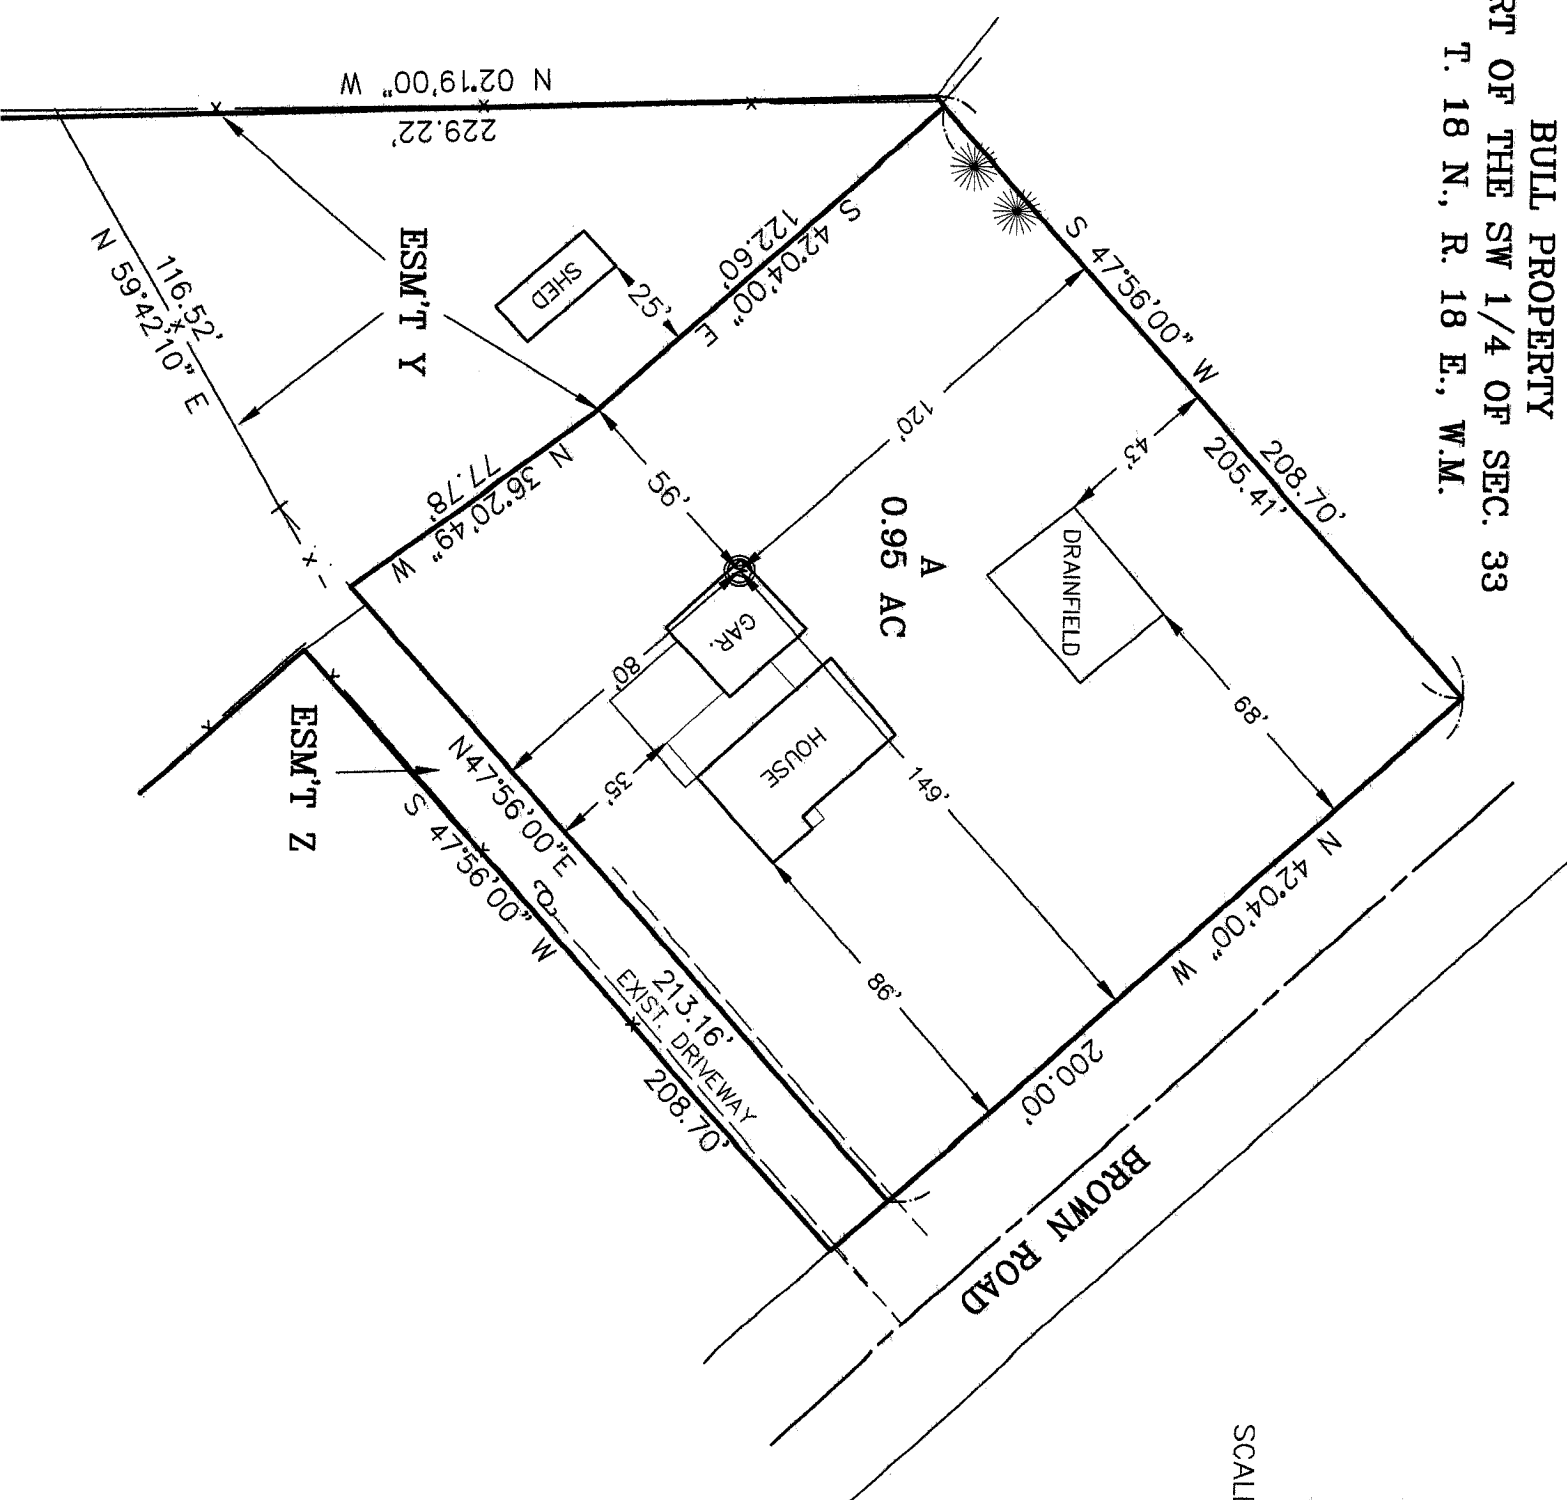 BULL PROPERTY
RT OF THE SW 1/4 OF SEC. 33
T. 18 N., R. 18 E., W.M.
N 02°19'00" W
229.22'
S 42°04'00" E
122.60'
S 47°56'00" W
208.70'
205.41'
SHED
25'
ESM'T Y
116.52'
N 59°42'10" E
N 36°20'49" W
77.78'
56'
120'
43'
A
0.95 AC
DRAINFIELD
68'
GAR.
HOUSE
80'
35'
149'
86'
N 42°04'00" W
200.00'
N47°56'00"E
213.16'
EXIST. DRIVEWAY
ESM'T Z
S 47°56'00" W
208.70'
BROWN ROAD
SCAL